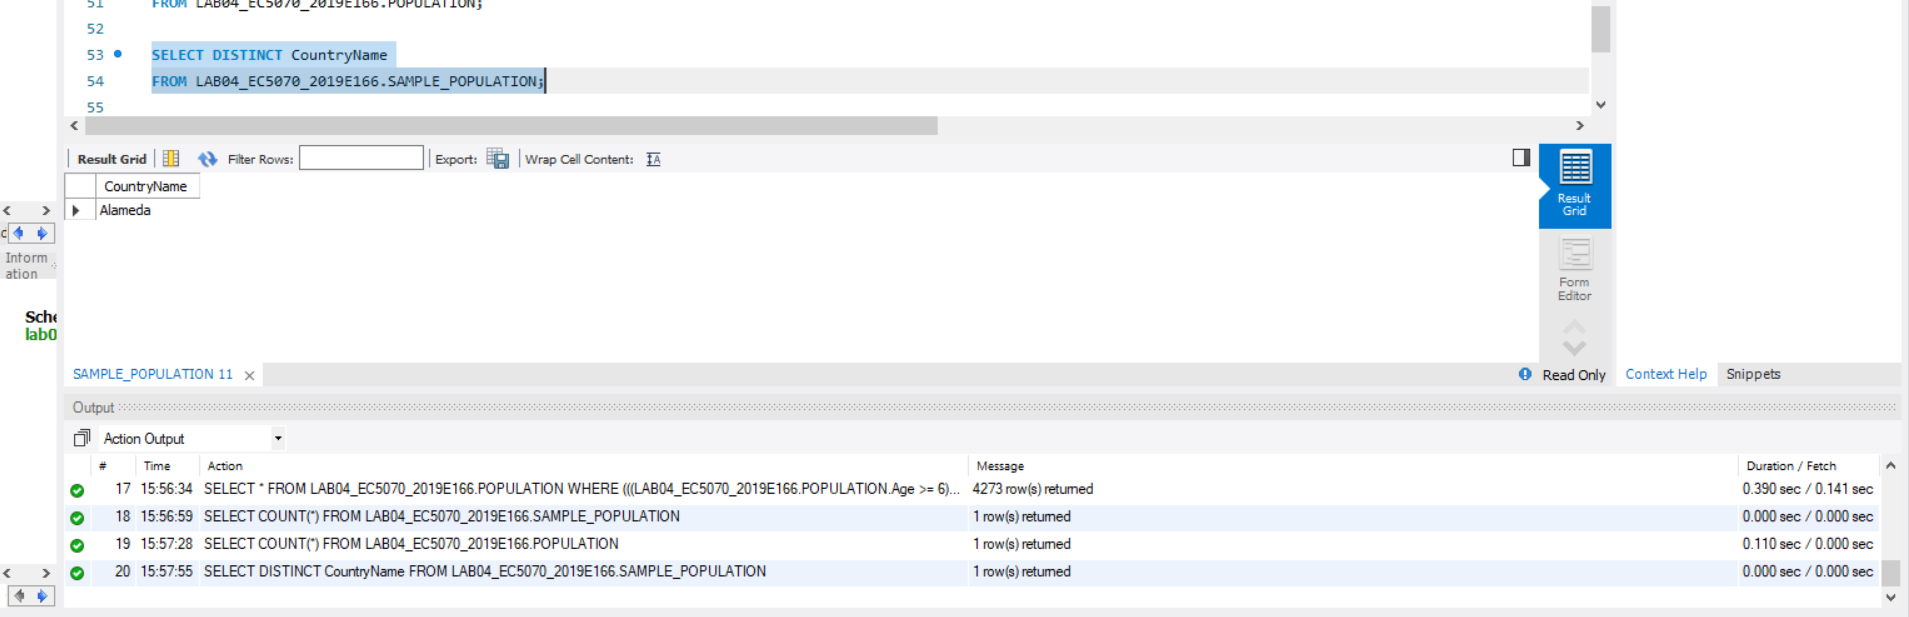 51 FROM LAB04_EC5070_2019E166.POPULATION;
52
53 SELECT DISTINCT CountryName
54 FROM LAB04_EC5070_2019E166.SAMPLE_POPULATION;
55
Result Grid Filter Rows: Export: Wrap Cell Content: IA
CountryName
Alameda
Result
Grid
Form
Editor
c
Inform
ation
Sche
lab0
SAMPLE_POPULATION 11 Read Only Context Help Snippets
Output
Action Output
# Time Action Message Duration / Fetch
17 15:56:34 SELECT * FROM LAB04_EC5070_2019E166.POPULATION WHERE (((LAB04_EC5070_2019E166.POPULATION.Age >= 6)... 4273 row(s) returned 0.390 sec / 0.141 sec
18 15:56:59 SELECT COUNT(*) FROM LAB04_EC5070_2019E166.SAMPLE_POPULATION 1 row(s) returned 0.000 sec / 0.000 sec
19 15:57:28 SELECT COUNT(*) FROM LAB04_EC5070_2019E166.POPULATION 1 row(s) returned 0.110 sec / 0.000 sec
20 15:57:55 SELECT DISTINCT CountryName FROM LAB04_EC5070_2019E166.SAMPLE_POPULATION 1 row(s) returned 0.000 sec / 0.000 sec